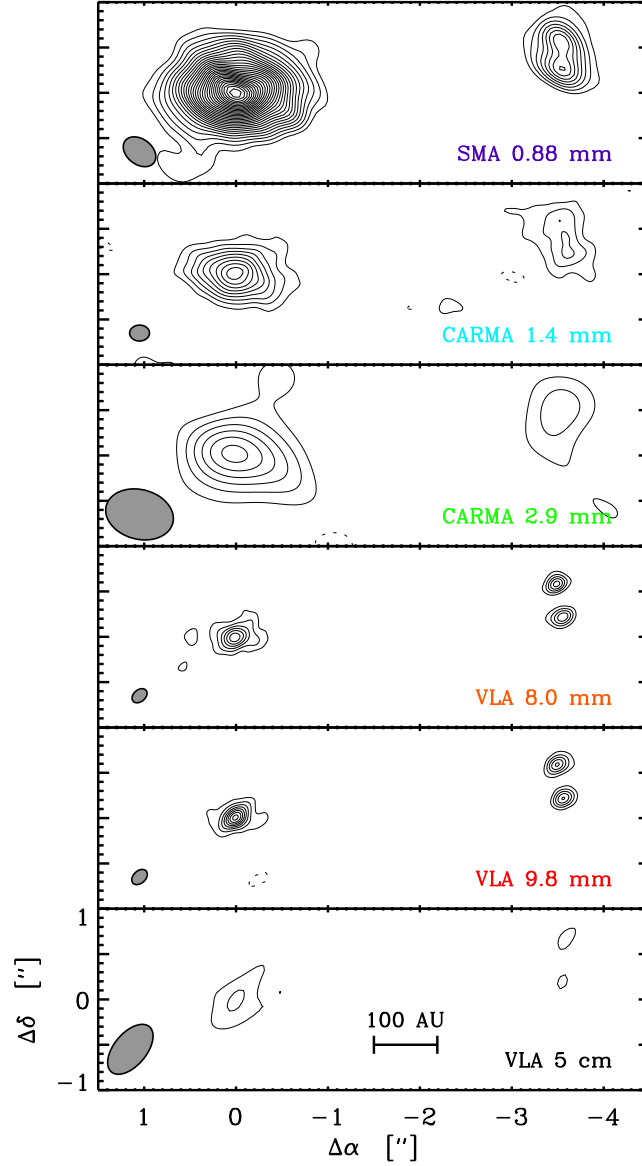 SMA 0.88 mm
CARMA 1.4 mm
CARMA 2.9 mm
VLA 8.0 mm
VLA 9.8 mm
1
0
-1
Δδ ["]
100 AU
VLA 5 cm
1 0 -1 -2 -3 -4
Δα ["]